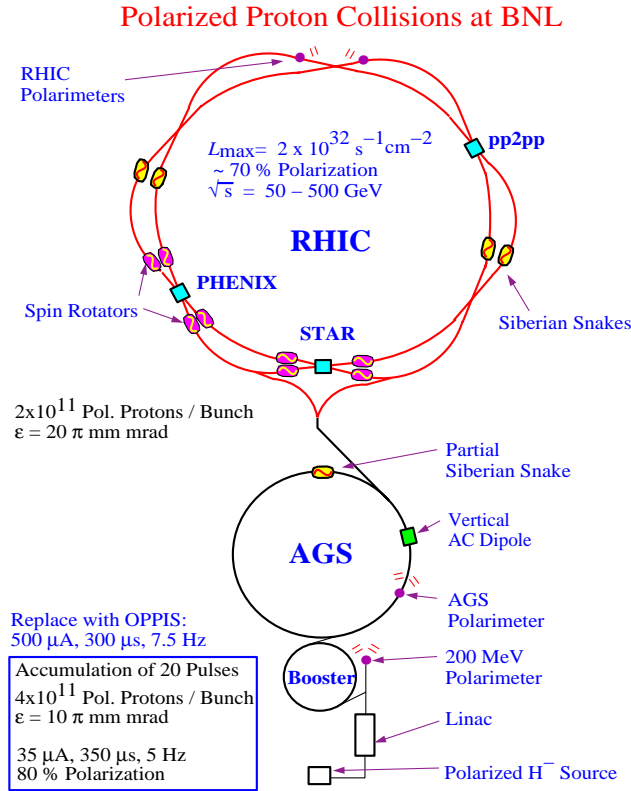 Polarized Proton Collisions at BNL
RHIC
Polarimeters
Lmax= 2 x 10^32 s^−1 cm^−2
~ 70 % Polarization
√s = 50 – 500 GeV
pp2pp
RHIC
PHENIX
Spin Rotators
STAR
Siberian Snakes
2x10^11 Pol. Protons / Bunch
ε = 20 π mm mrad
Partial
Siberian Snake
AGS
Vertical
AC Dipole
AGS
Polarimeter
Replace with OPPIS:
500 μA, 300 μs, 7.5 Hz
Accumulation of 20 Pulses
4x10^11 Pol. Protons/Bunch
ε = 10 π mm mrad
35 μA, 350 μs, 5 Hz
80 % Polarization
Booster
200 MeV
Polarimeter
Linac
Polarized H^− Source